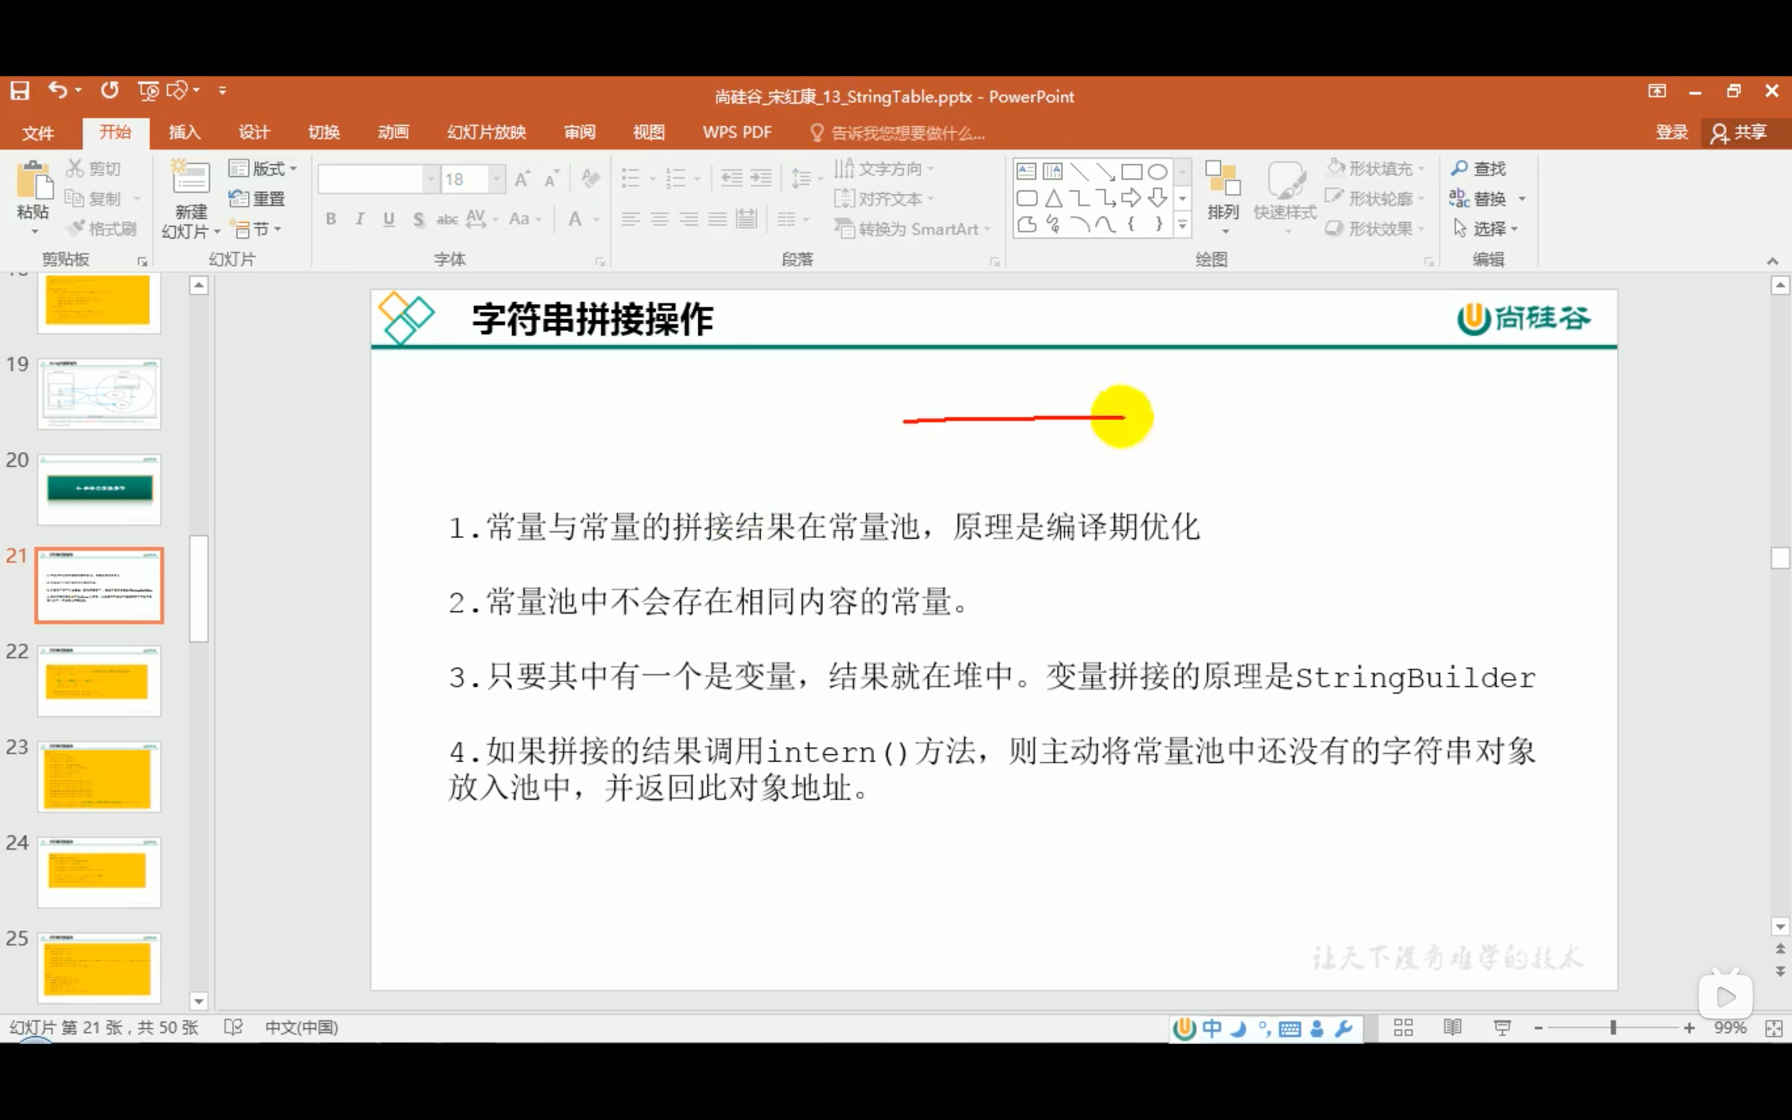 尚硅谷_宋红康_13_StringTable.pptx - PowerPoint
文件 开始 插入 设计 切换 动画 幻灯片放映 审阅 视图 WPS PDF 告诉我您想要做什么... 登录 共享
剪切 版式 18 文字方向 形状填充 查找
粘贴 复制 新建 重置 对齐文本 排列 快速样式 形状轮廓 替换
格式刷 幻灯片 节 B I U S abc AV Aa A 转换为 SmartArt 形状效果 选择
剪贴板 幻灯片 字体 段落 绘图 编辑
字符串拼接操作
尚硅谷
19
20
21
22
23
24
25
1.常量与常量的拼接结果在常量池，原理是编译期优化
2.常量池中不会存在相同内容的常量。
3.只要其中有一个是变量，结果就在堆中。变量拼接的原理是StringBuilder
4.如果拼接的结果调用intern()方法，则主动将常量池中还没有的字符串对象
放入池中，并返回此对象地址。
让天下没有难学的技术
幻灯片 第 21 张，共 50 张 中文(中国) 中 99%